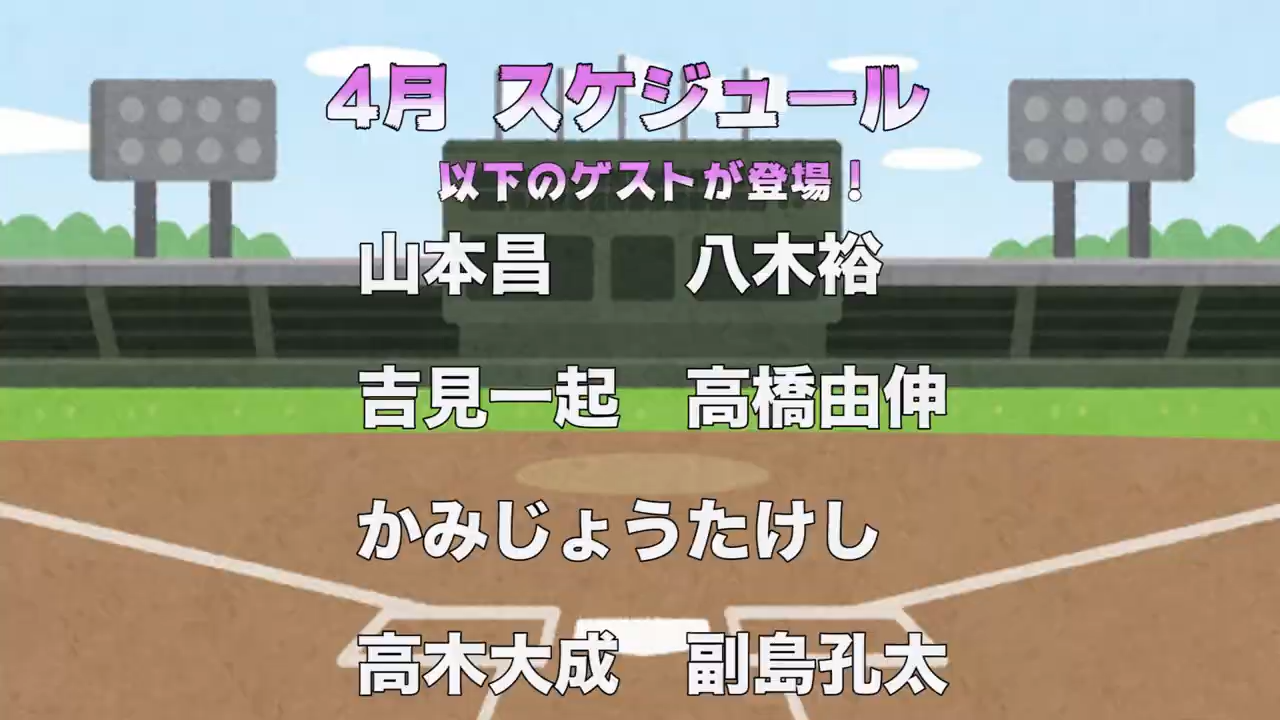 4月 スケジュール
以下のゲストが登場！
山本昌　八木裕
吉見一起　高橋由伸
かみじょうたけし
高木大成　副島孔太